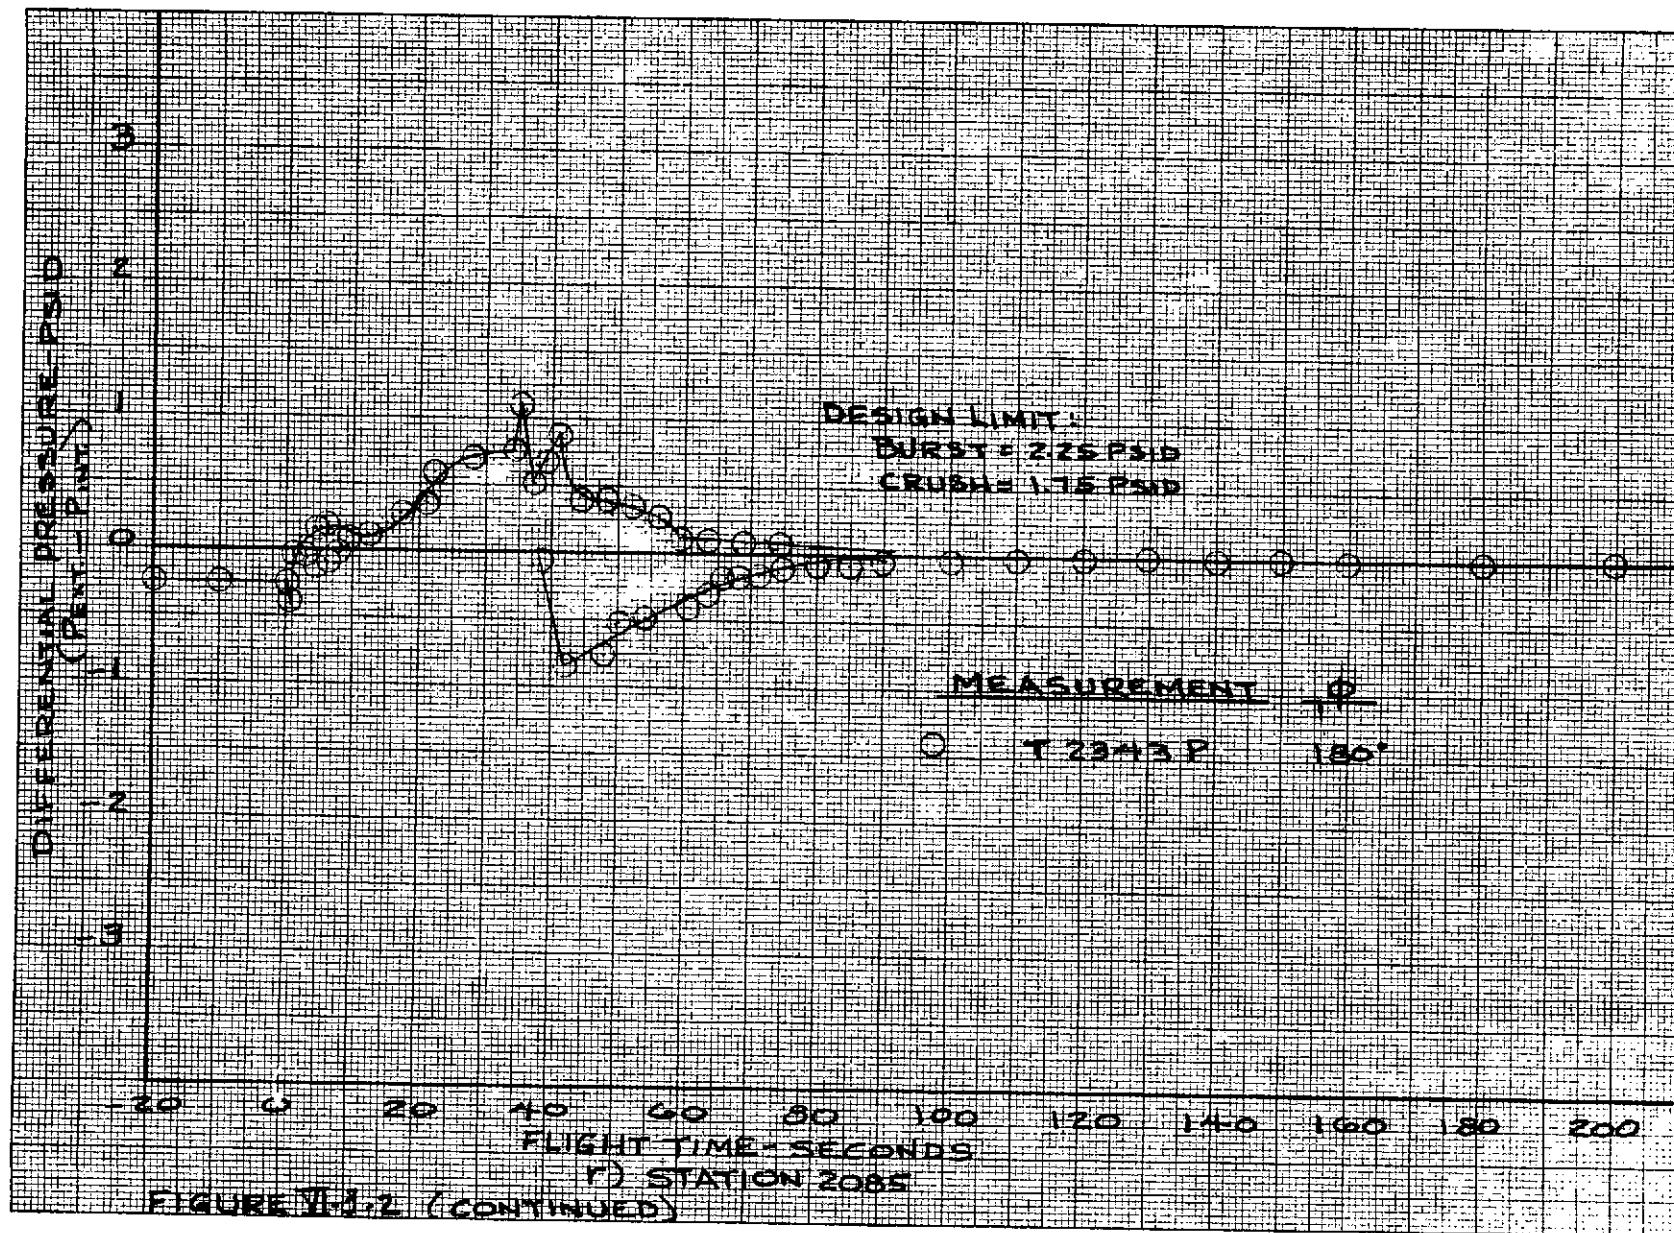 3
2
1
0
-1
-2
-3
DIFFERENTIAL PRESSURE-PSID
(PEXT.- PINT.)
DESIGN LIMIT:
BURST = 2.25 PSID
CRUSH = 1.75 PSID
MEASUREMENT ϕ
T 2343 P 180°
-20 0 20 40 60 80 100 120 140 160 180 200
FLIGHT TIME-SECONDS
r) STATION 2085
FIGURE VI-3.2 (CONTINUED)